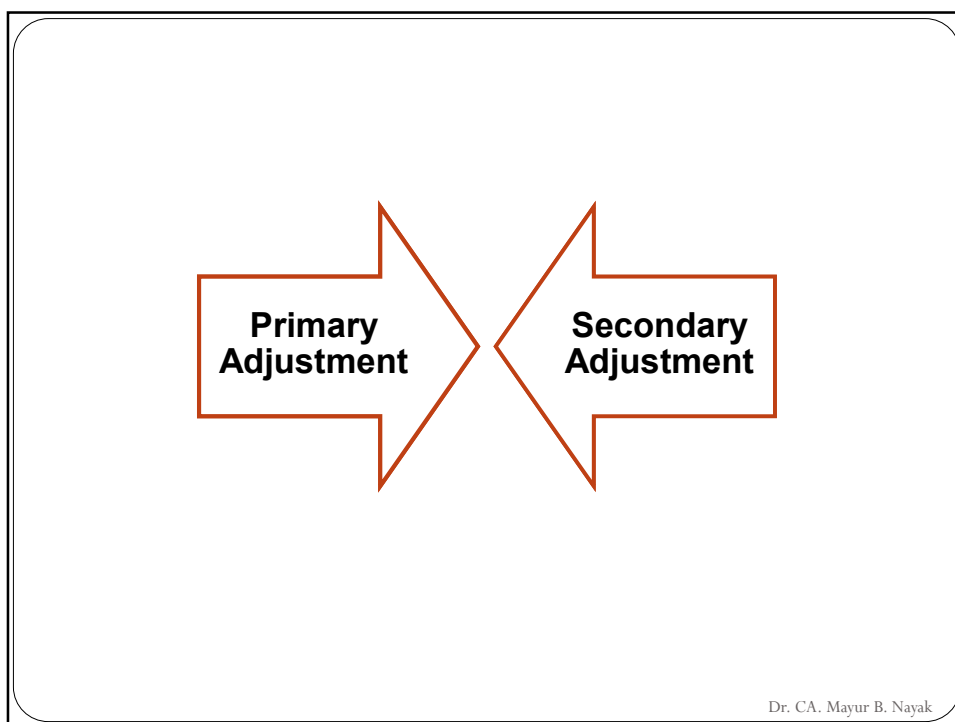 Primary
Adjustment
Secondary
Adjustment
Dr. CA. Mayur B. Nayak